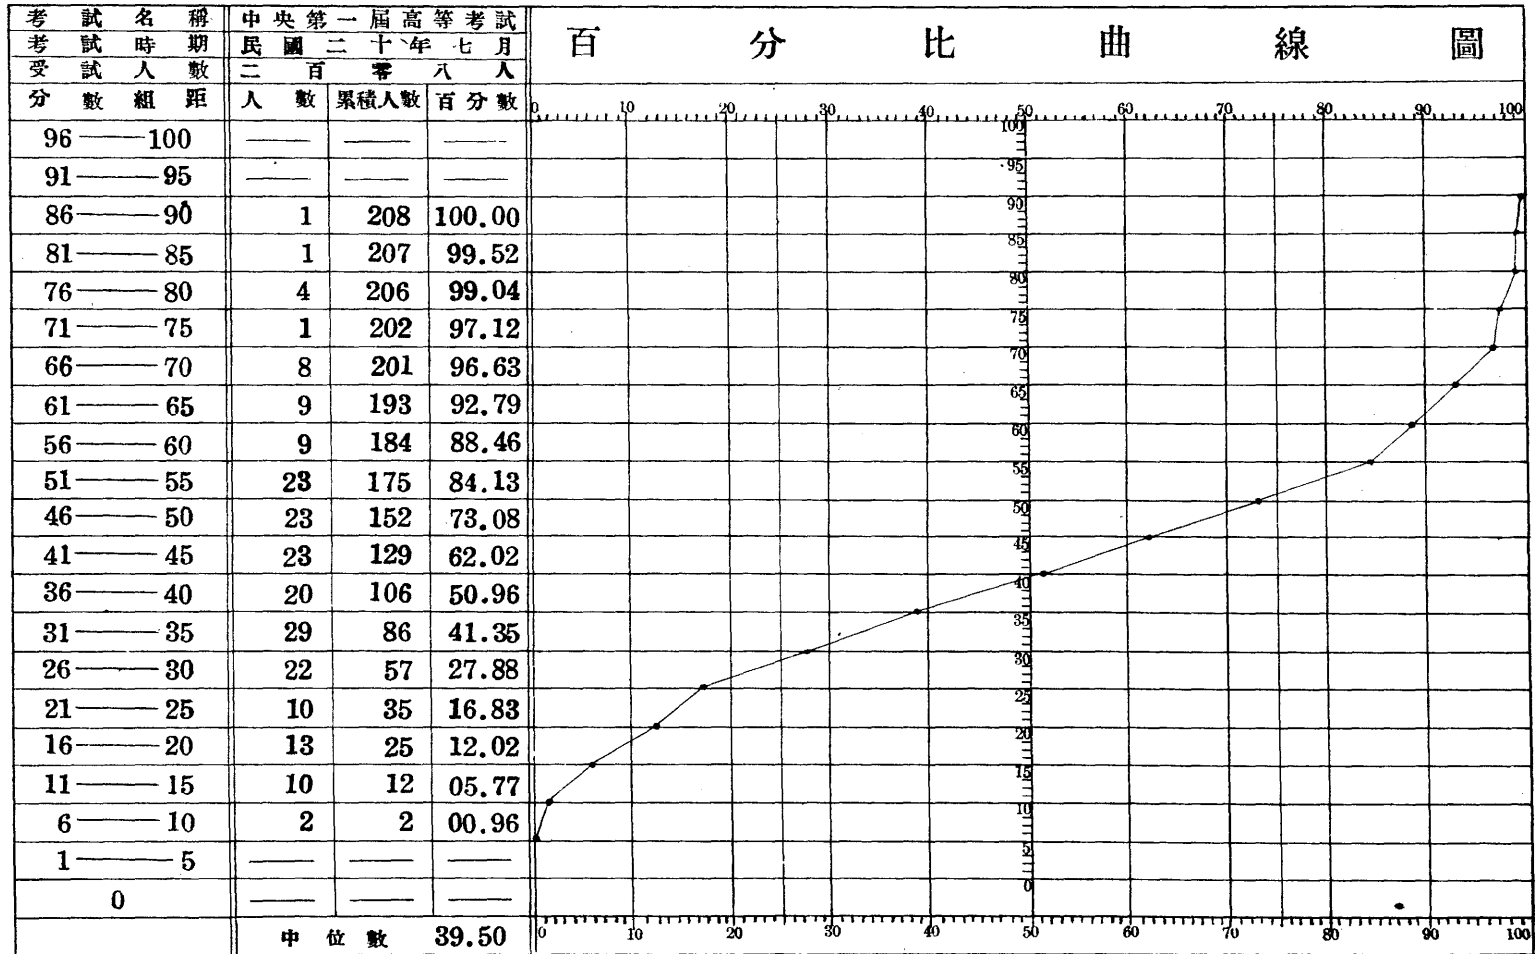 考試名稱 中央第一屆高等考試
考試時期 民國二十年七月
受試人數 二百零八人
百分比曲線圖
分數組距 人數 累積人數 百分數
0 10 20 30 40 50 60 70 80 90 100
96——100 —— —— ——
91——95 —— —— ——
86——90 1 208 100.00
81——85 1 207 99.52
76——80 4 206 99.04
71——75 1 202 97.12
66——70 8 201 96.63
61——65 9 193 92.79
56——60 9 184 88.46
51——55 23 175 84.13
46——50 23 152 73.08
41——45 23 129 62.02
36——40 20 106 50.96
31——35 29 86 41.35
26——30 22 57 27.88
21——25 10 35 16.83
16——20 13 25 12.02
11——15 10 12 05.77
6——10 2 2 00.96
1——5 —— —— ——
0 —— —— ——
中位數 39.50
100
95
90
85
80
75
70
65
60
55
50
45
40
35
30
25
20
15
10
5
0
0 10 20 30 40 50 60 70 80 90 100